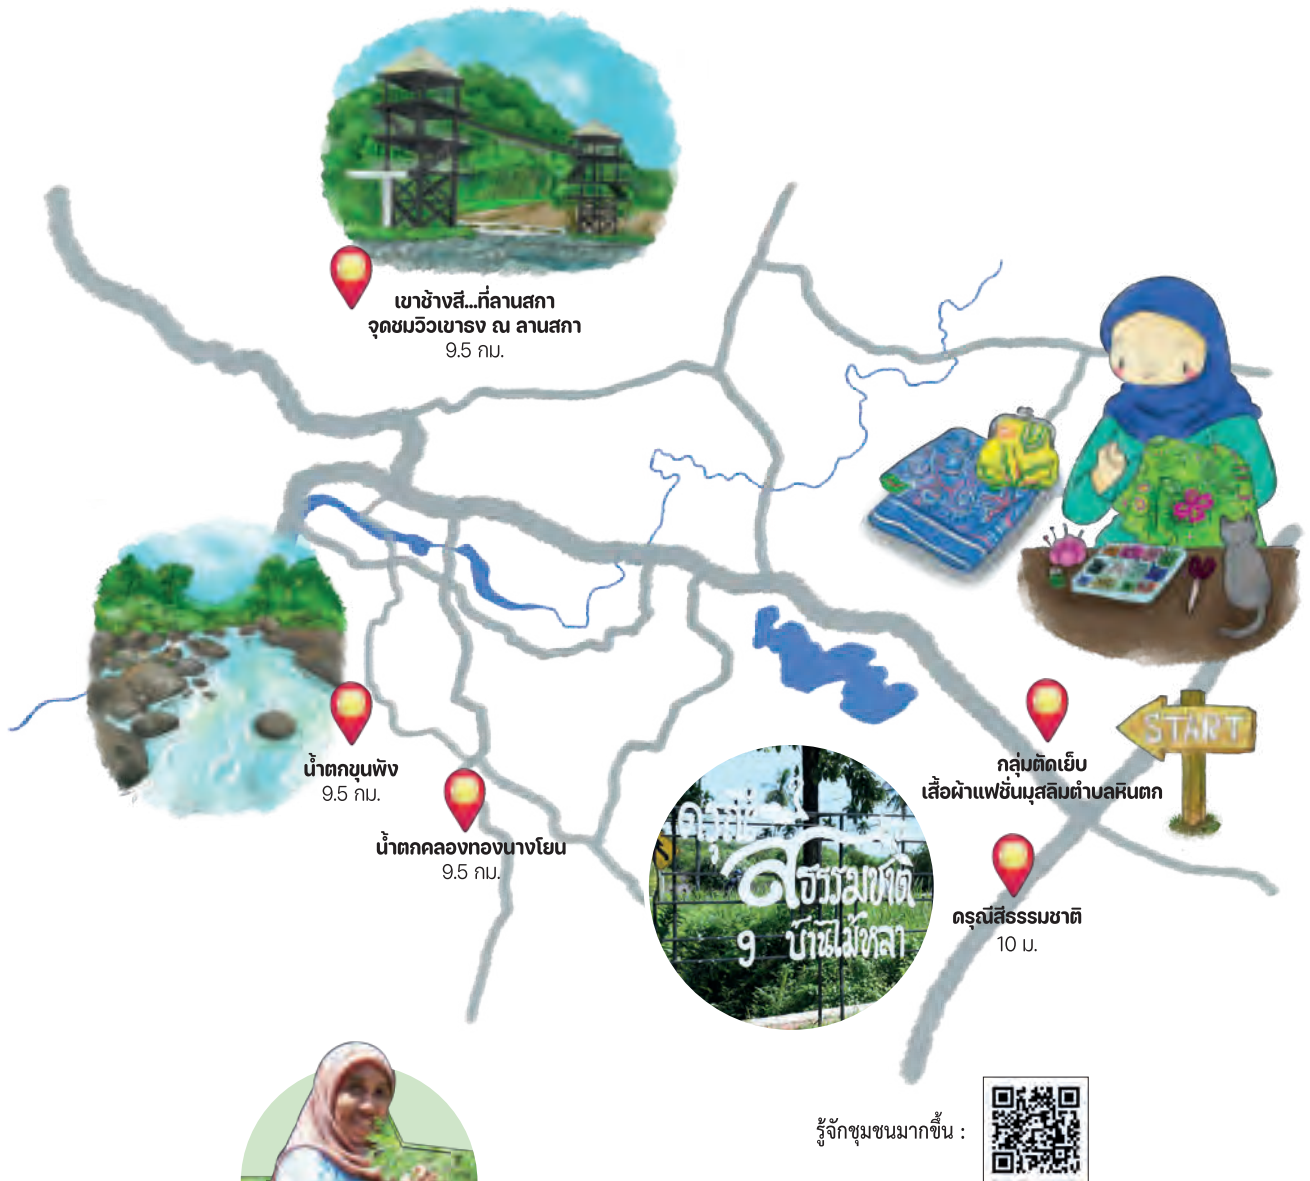 เขาช้างสี...ที่ลานสกา
จุดชมวิวเขาธง ณ ลานสกา
9.5 กม.
START
กลุ่มตัดเย็บ
เสื้อผ้าแฟชั่นมุสลิมตำบลหินตก
น้ำตกขุนพัง
9.5 กม.
น้ำตกคลองทองนางโยน
9.5 กม.
ดรุณี
สีธรรมชาติ
9 บ้านไม้หลา
ดรุณีสีธรรมชาติ
10 ม.
รู้จักชุมชนมากขึ้น :